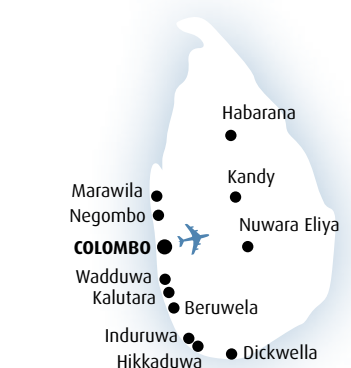 Habarana
Kandy
Marawila
Negombo
Nuwara Eliya
COLOMBO
Wadduwa
Kalutara
Beruwela
Induruwa
Hikkaduwa
Dickwella